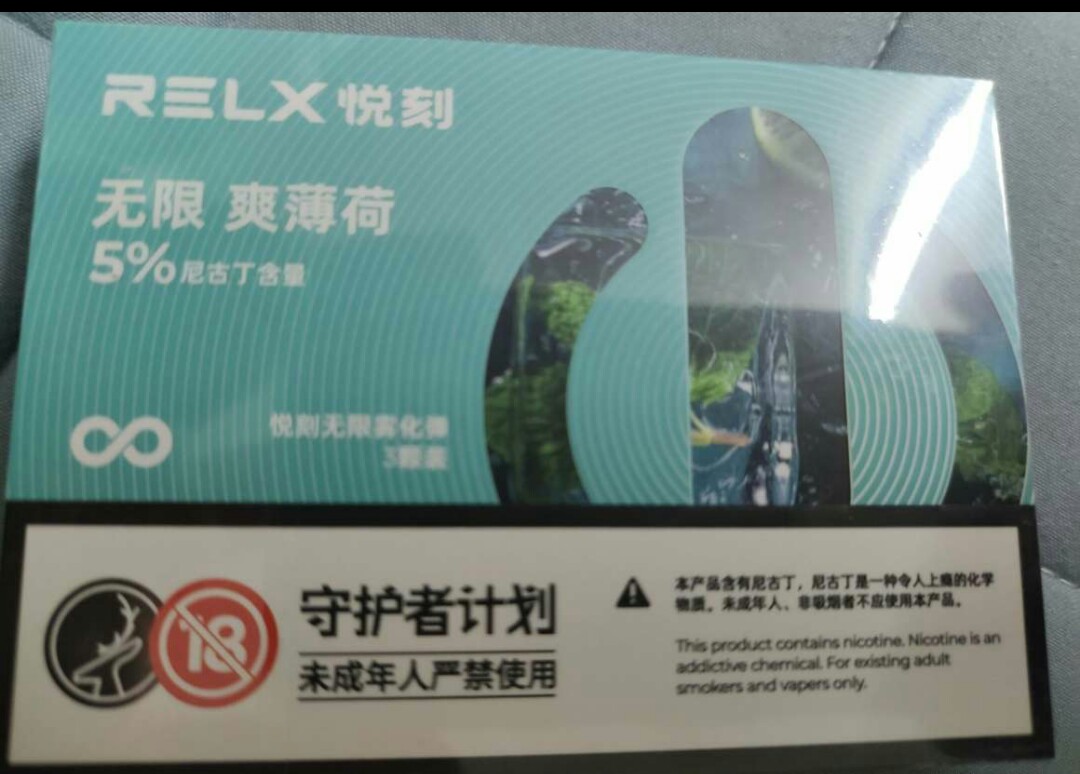 RELX 悦刻
无限 爽薄荷
5% 尼古丁含量
悦刻无限雾化弹
3颗装
守护者计划
未成年人严禁使用
18
本产品含有尼古丁，尼古丁是一种令人上瘾的化学
物质。未成年人、非吸烟者不应使用本产品。
This product contains nicotine. Nicotine is an
addictive chemical. For existing adult
smokers and vapers only.